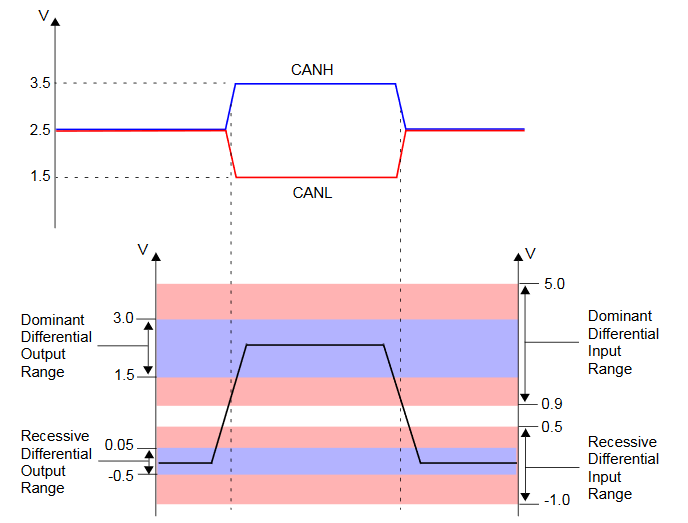 V
CANH
3.5
2.5
1.5
CANL
V
V
5.0
3.0
Dominant
Differential
Output
Range
1.5
Dominant
Differential
Input
Range
0.9
0.5
Recessive
Differential
Output
Range
0.05
-0.5
Recessive
Differential
Input
Range
-1.0